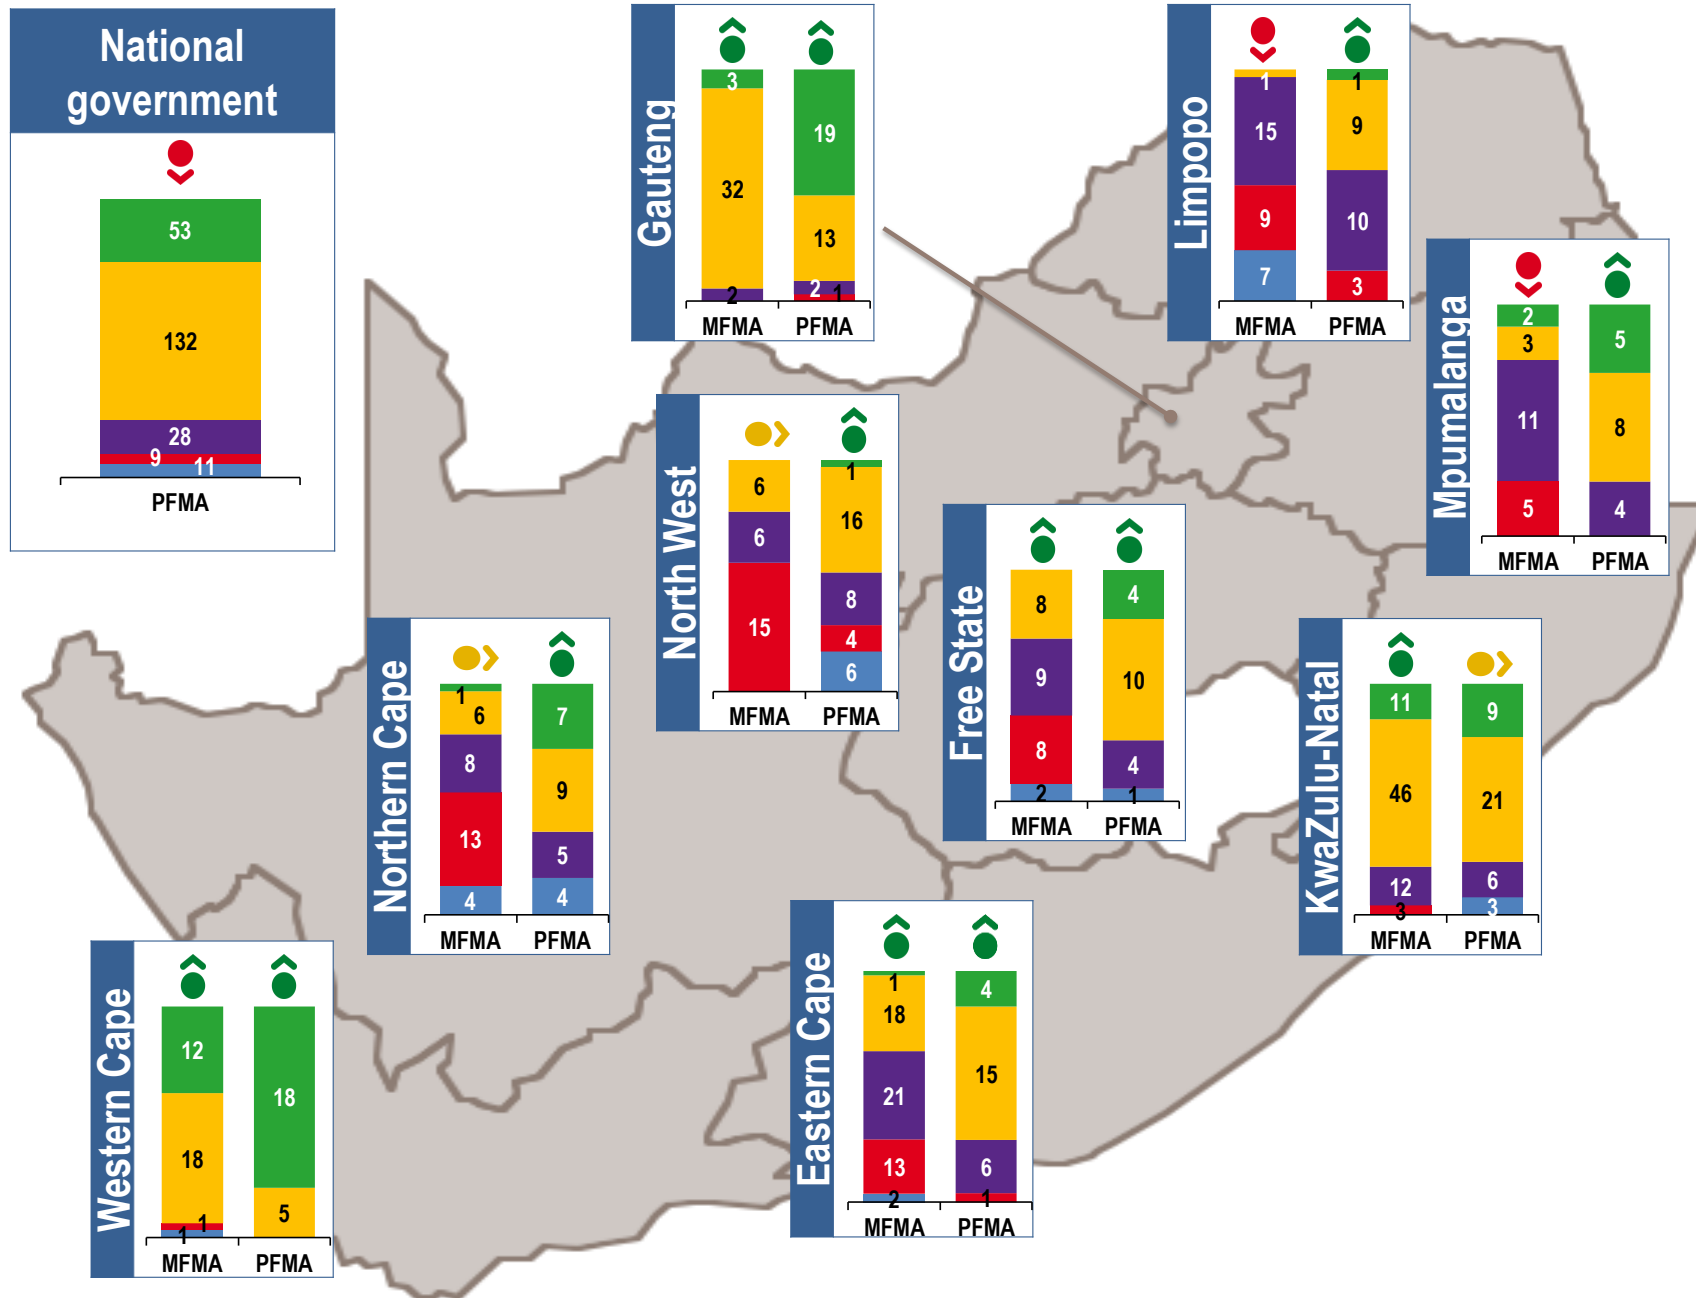 National
government
53
132
28
9
11
PFMA
Gauteng
3
32
2
19
13
2
1
MFMA
PFMA
Limpopo
1
15
9
7
1
9
10
3
MFMA
PFMA
Mpumalanga
2
3
11
5
5
8
4
MFMA
PFMA
North West
6
6
15
1
16
8
4
6
MFMA
PFMA
Free State
8
9
8
2
4
10
4
1
MFMA
PFMA
Northern Cape
1
6
8
13
4
7
9
5
4
MFMA
PFMA
KwaZulu-Natal
11
46
12
3
9
21
6
3
MFMA
PFMA
Western Cape
12
18
1
1
18
5
MFMA
PFMA
Eastern Cape
1
18
21
13
2
4
15
6
1
MFMA
PFMA